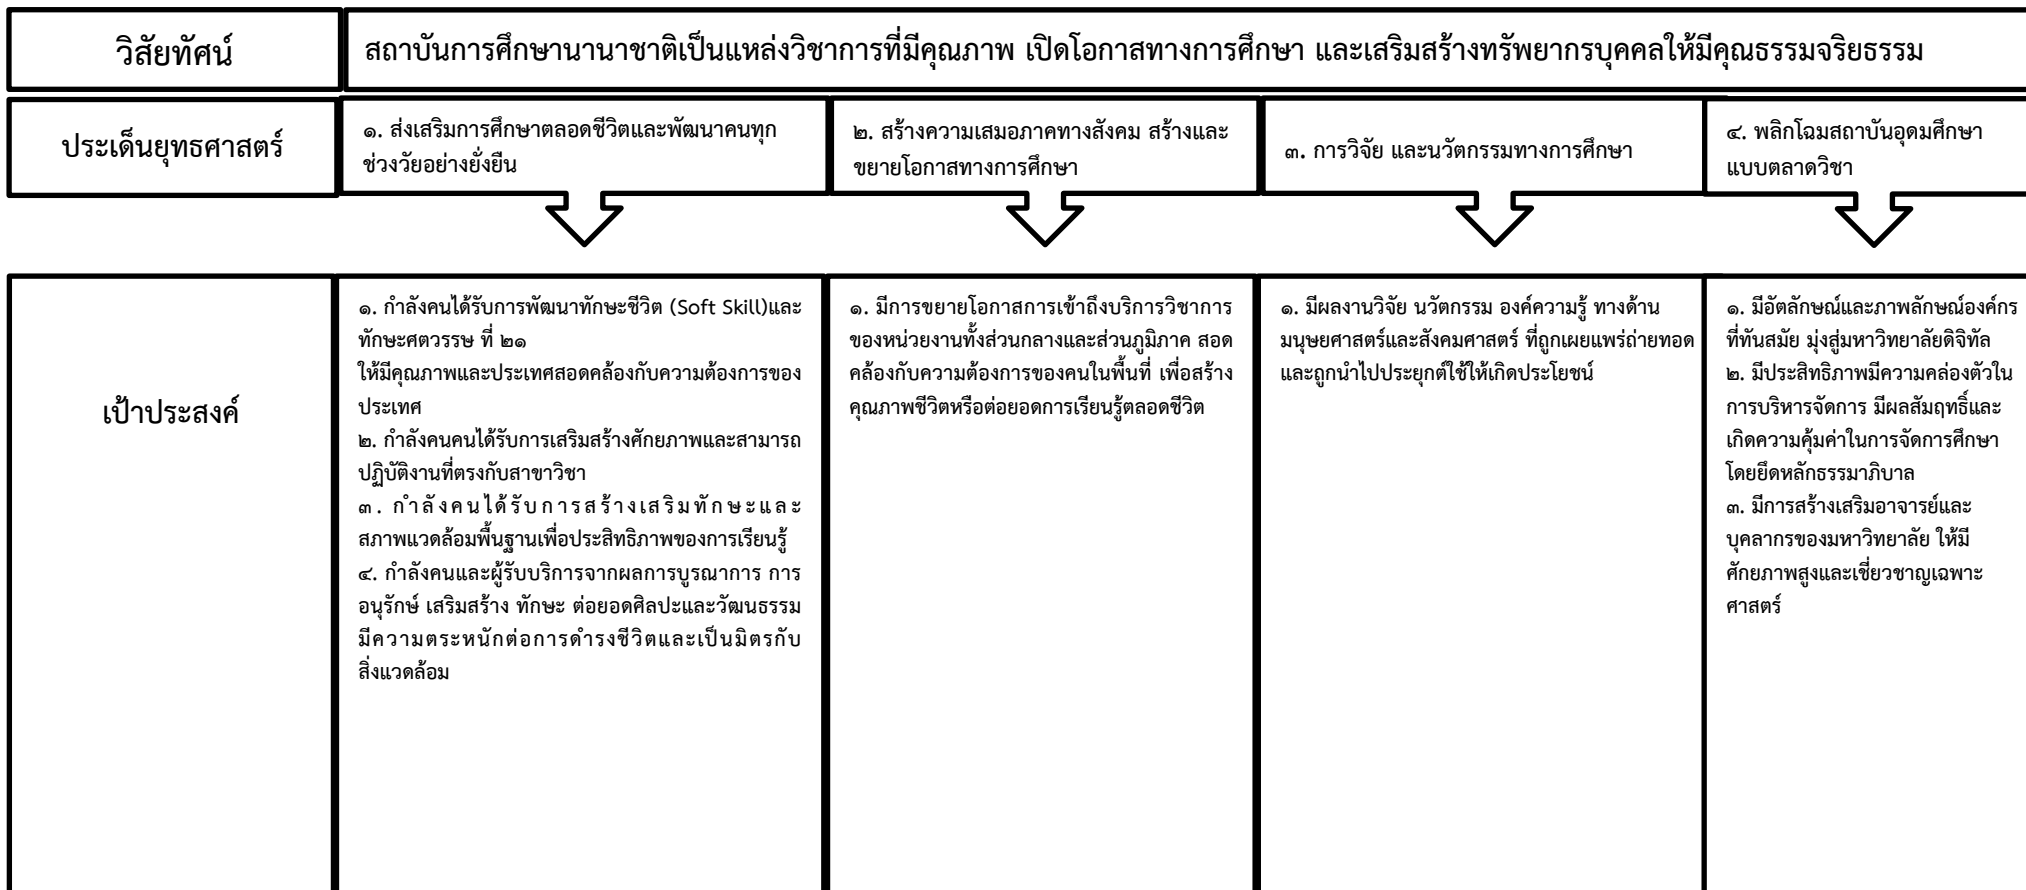 วิสัยทัศน์
สถาบันการศึกษานานาชาติเป็นแหล่งวิชาการที่มีคุณภาพ เปิดโอกาสทางการศึกษา และเสริมสร้างทรัพยากรบุคคลให้มีคุณธรรมจริยธรรม
ประเด็นยุทธศาสตร์
๑. ส่งเสริมการศึกษาตลอดชีวิตและพัฒนาคนทุก
ช่วงวัยอย่างยั่งยืน
๒. สร้างความเสมอภาคทางสังคม สร้างและ
ขยายโอกาสทางการศึกษา
๓. การวิจัย และนวัตกรรมทางการศึกษา
๔. พลิกโฉมสถาบันอุดมศึกษา
แบบตลาดวิชา
เป้าประสงค์
๑. กำลังคนได้รับการพัฒนาทักษะชีวิต (Soft Skill)และ
ทักษะศตวรรษ ที่ ๒๑
ให้มีคุณภาพและประเทศสอดคล้องกับความต้องการของ
ประเทศ
๒. กำลังคนคนได้รับการเสริมสร้างศักยภาพและสามารถ
ปฏิบัติงานที่ตรงกับสาขาวิชา
๓. กำลังคนได้รับการสร้างเสริมทักษะและ
สภาพแวดล้อมพื้นฐานเพื่อประสิทธิภาพของการเรียนรู้
๔. กำลังคนและผู้รับบริการจากผลการบูรณาการ การ
อนุรักษ์ เสริมสร้าง ทักษะ ต่อยอดศิลปะและวัฒนธรรม
มีความตระหนักต่อการดำรงชีวิตและเป็นมิตรกับ
สิ่งแวดล้อม
๑. มีการขยายโอกาสการเข้าถึงบริการวิชาการ
ของหน่วยงานทั้งส่วนกลางและส่วนภูมิภาค สอด
คล้องกับความต้องการของคนในพื้นที่ เพื่อสร้าง
คุณภาพชีวิตหรือต่อยอดการเรียนรู้ตลอดชีวิต
๑. มีผลงานวิจัย นวัตกรรม องค์ความรู้ ทางด้าน
มนุษยศาสตร์และสังคมศาสตร์ ที่ถูกเผยแพร่ถ่ายทอด
และถูกนำไปประยุกต์ใช้ให้เกิดประโยชน์
๑. มีอัตลักษณ์และภาพลักษณ์องค์กร
ที่ทันสมัย มุ่งสู่มหาวิทยาลัยดิจิทัล
๒. มีประสิทธิภาพมีความคล่องตัวใน
การบริหารจัดการ มีผลสัมฤทธิ์และ
เกิดความคุ้มค่าในการจัดการศึกษา
โดยยึดหลักธรรมาภิบาล
๓. มีการสร้างเสริมอาจารย์และ
บุคลากรของมหาวิทยาลัย ให้มี
ศักยภาพสูงและเชี่ยวชาญเฉพาะ
ศาสตร์